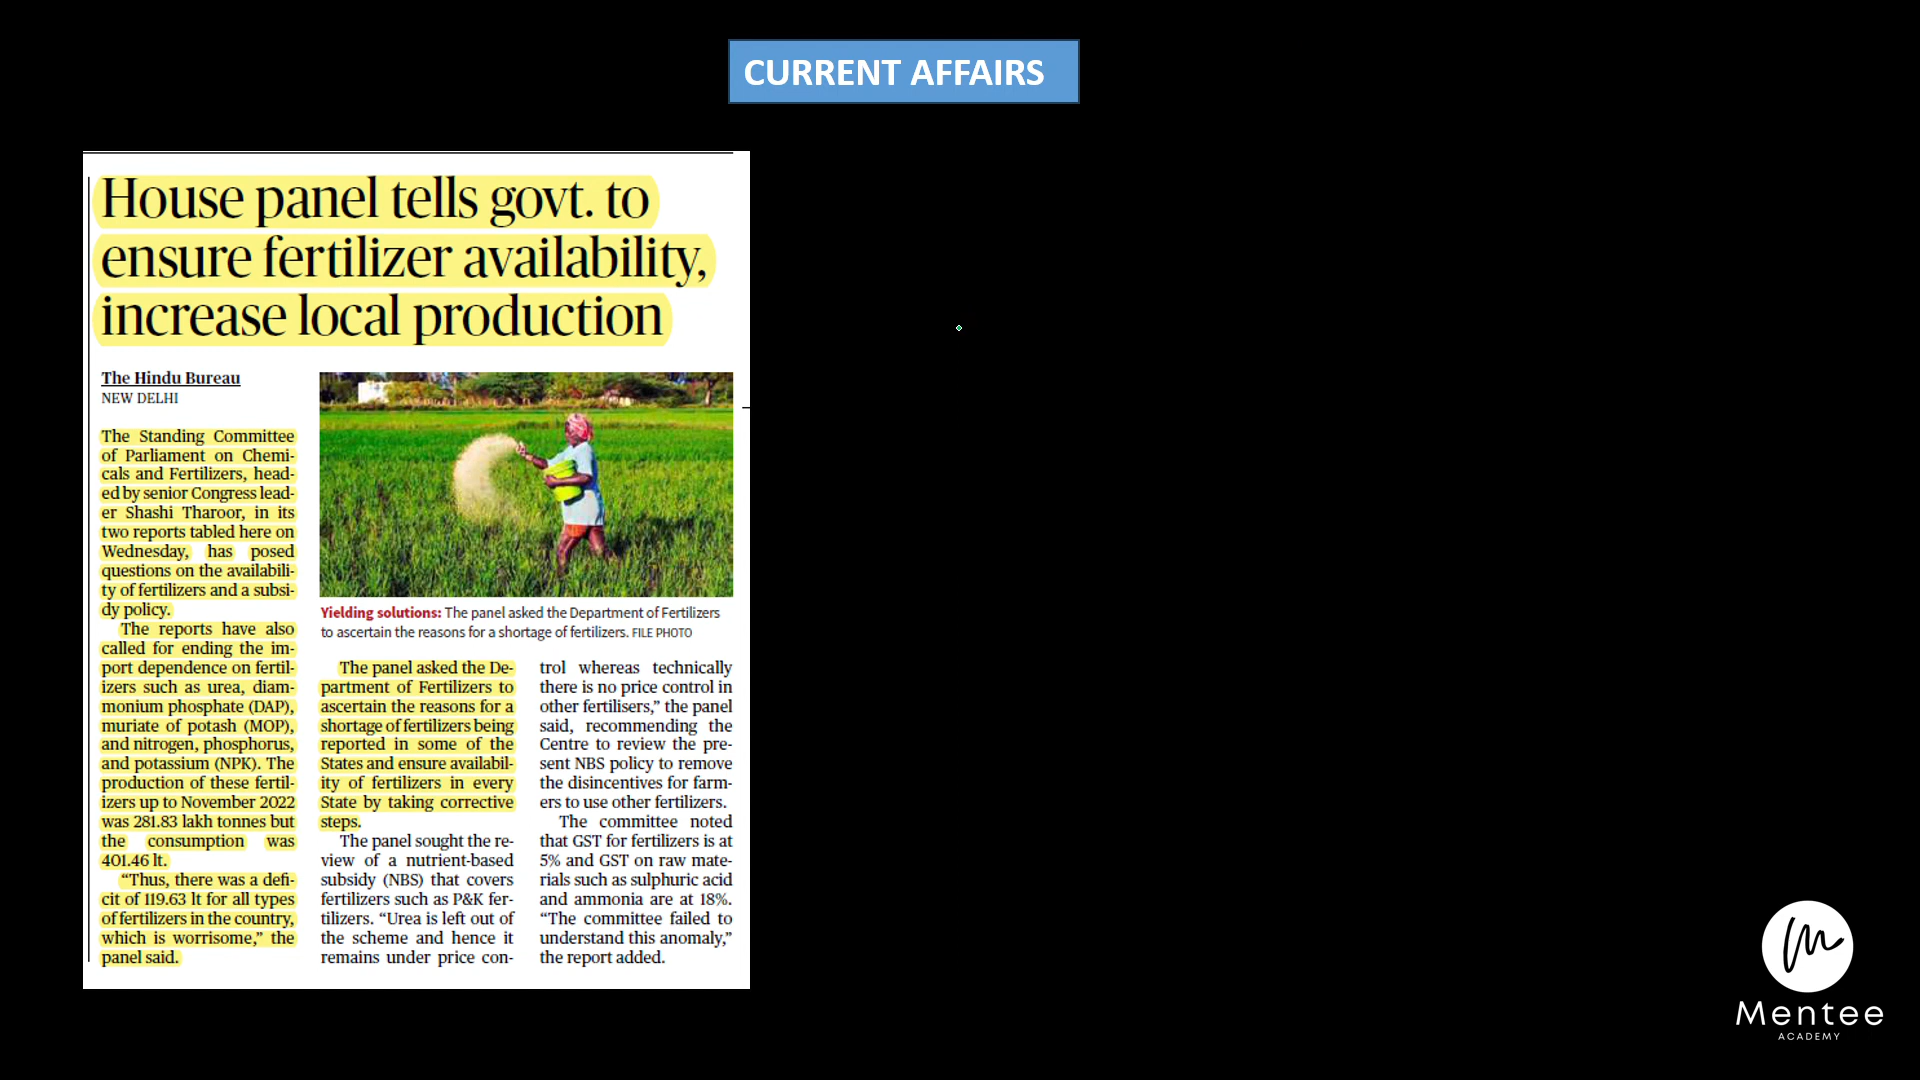 CURRENT AFFAIRS
House panel tells govt. to
ensure fertilizer availability,
increase local production
The Hindu Bureau
NEW DELHI
The Standing Committee
of Parliament on Chemi-
cals and Fertilizers, head-
ed by senior Congress lead-
er Shashi Tharoor, in its
two reports tabled here on
Wednesday, has posed
questions on the availabili-
ty of fertilizers and a subsi-
dy policy.
The reports have also
called for ending the im-
port dependence on fertil-
izers such as urea, diam-
monium phosphate (DAP),
muriate of potash (MOP),
and nitrogen, phosphorus,
and potassium (NPK). The
production of these fertil-
izers up to November 2022
was 281.83 lakh tonnes but
the consumption was
401.46 lt.
“Thus, there was a defi-
cit of 119.63 lt for all types
of fertilizers in the country,
which is worrisome,” the
panel said.
Yielding solutions: The panel asked the Department of Fertilizers
to ascertain the reasons for a shortage of fertilizers. FILE PHOTO
The panel asked the De-
partment of Fertilizers to
ascertain the reasons for a
shortage of fertilizers being
reported in some of the
States and ensure availabil-
ity of fertilizers in every
State by taking corrective
steps.
The panel sought the re-
view of a nutrient-based
subsidy (NBS) that covers
fertilizers such as P&K fer-
tilizers. “Urea is left out of
the scheme and hence it
remains under price con-
trol whereas technically
there is no price control in
other fertilisers,” the panel
said, recommending the
Centre to review the pre-
sent NBS policy to remove
the disincentives for farm-
ers to use other fertilizers.
The committee noted
that GST for fertilizers is at
5% and GST on raw mate-
rials such as sulphuric acid
and ammonia are at 18%.
“The committee failed to
understand this anomaly,”
the report added.
Mentee
ACADEMY